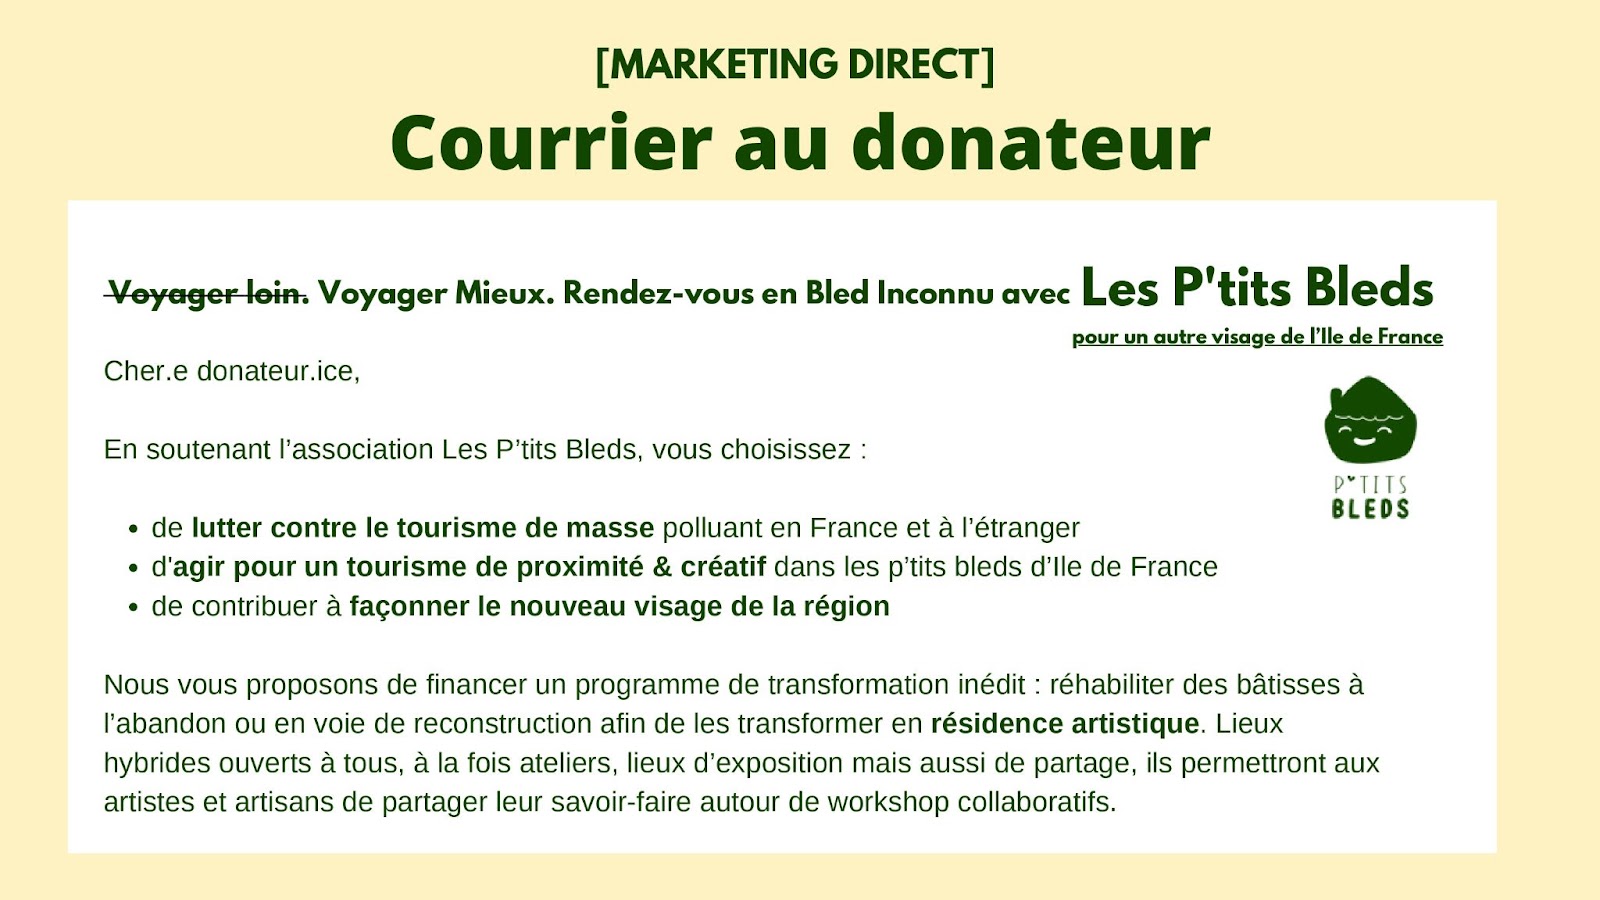 [MARKETING DIRECT]
Courrier au donateur
Voyager loin. Voyager Mieux. Rendez-vous en Bled Inconnu avec Les P'tits Bleds
pour un autre visage de l’Ile de France
Cher.e donateur.ice,
P'TITS
BLEDS
En soutenant l’association Les P’tits Bleds, vous choisissez :
• de lutter contre le tourisme de masse polluant en France et à l’étranger
• d'agir pour un tourisme de proximité & créatif dans les p’tits bleds d’Ile de France
• de contribuer à façonner le nouveau visage de la région
Nous vous proposons de financer un programme de transformation inédit : réhabiliter des bâtisses à
l’abandon ou en voie de reconstruction afin de les transformer en résidence artistique. Lieux
hybrides ouverts à tous, à la fois ateliers, lieux d’exposition mais aussi de partage, ils permettront aux
artistes et artisans de partager leur savoir-faire autour de workshop collaboratifs.